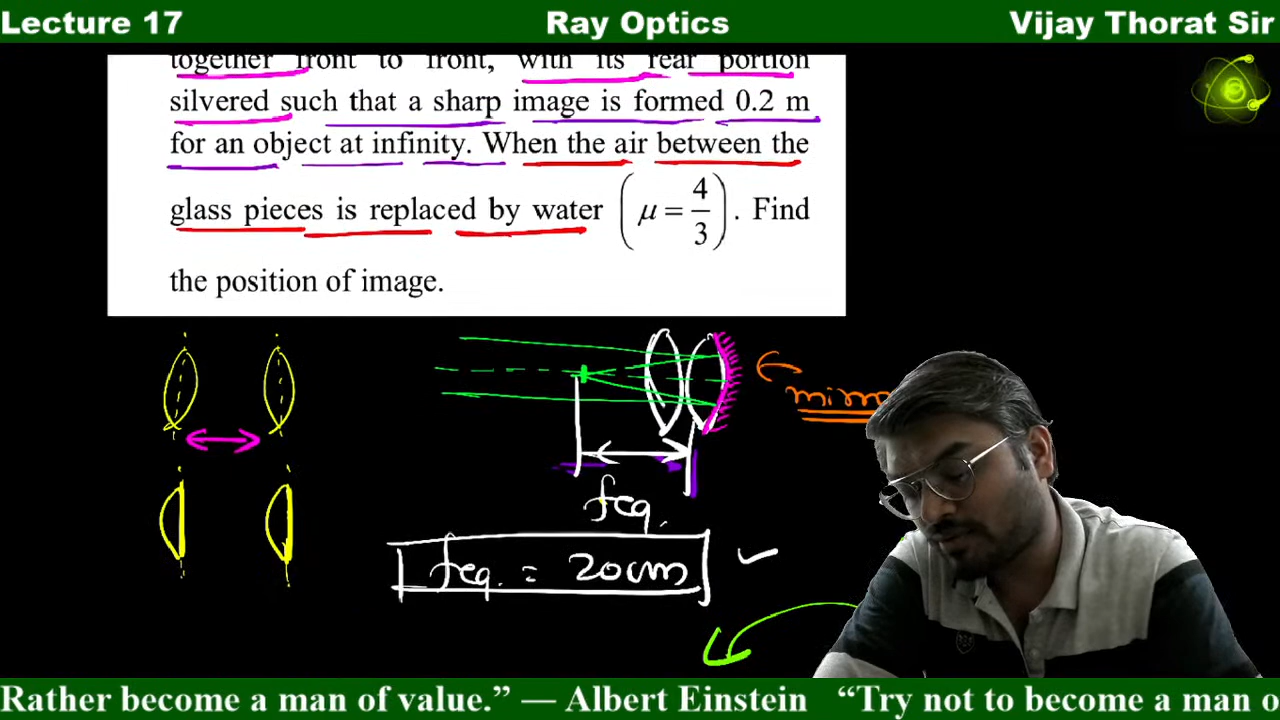 Lecture 17
Ray Optics
Vijay Thorat Sir
together front to front, with its rear portion
silvered such that a sharp image is formed 0.2 m
for an object at infinity. When the air between the
glass pieces is replaced by water (μ = 4/3). Find
the position of image.
feq.
feq. = 20cm
Rather become a man of value.” — Albert Einstein “Try not to become a man o